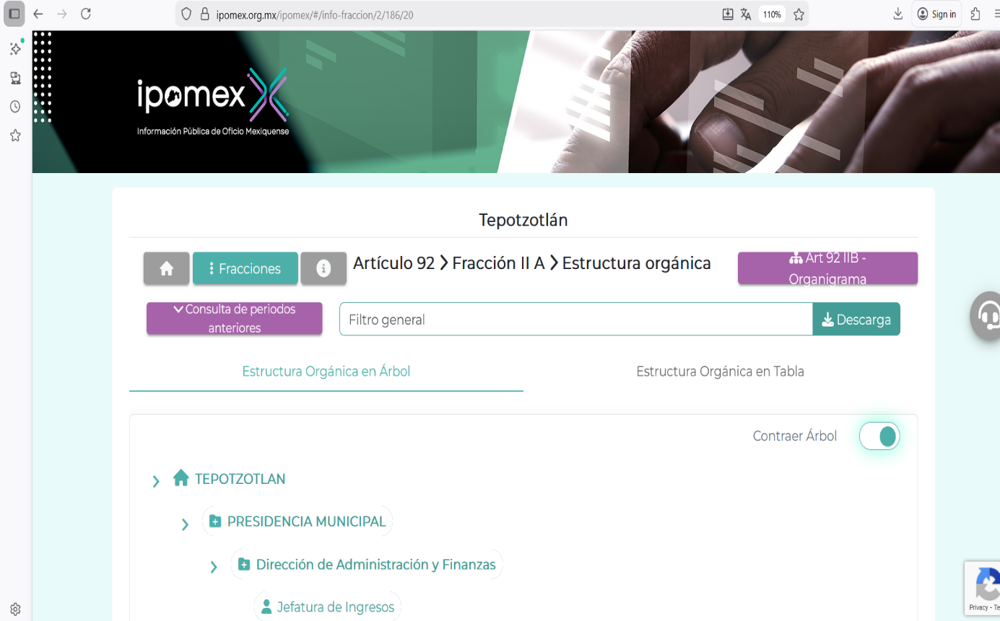 ipomex.org.mx/ipomex/#/info-fraccion/2/186/20
110%
Sign in
ipomex
Información Pública de Oficio Mexiquense
Tepotzotlán
Fracciones
Artículo 92 > Fracción II A > Estructura orgánica
Art 92 IIB -
Organigrama
Consulta de periodos
anteriores
Filtro general
Descarga
Estructura Orgánica en Árbol
Estructura Orgánica en Tabla
Contraer Árbol
TEPOTZOTLAN
PRESIDENCIA MUNICIPAL
Dirección de Administración y Finanzas
Jefatura de Ingresos
Privacy -